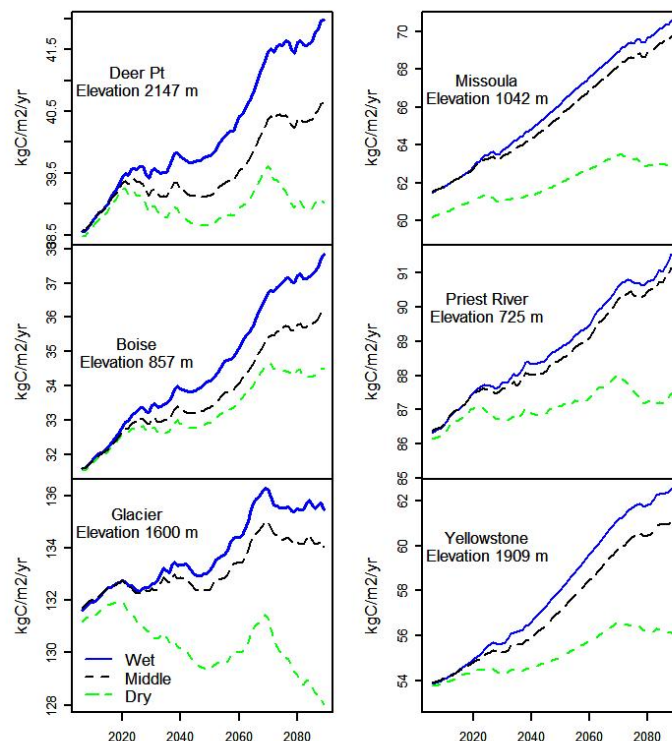 kgC/m2/yr
38.5 39.5 40.5 41.5
Deer Pt
Elevation 2147 m
kgC/m2/yr
60 62 64 66 68 70
Missoula
Elevation 1042 m
kgC/m2/yr
32 33 34 35 36 37 38
Boise
Elevation 857 m
kgC/m2/yr
85 86 87 88 89 90 91
Priest River
Elevation 725 m
kgC/m2/yr
128 130 132 134 136
Glacier
Elevation 1600 m
Wet
Middle
Dry
2020 2040 2060 2080
kgC/m2/yr
54 56 58 60 62
Yellowstone
Elevation 1909 m
2020 2040 2060 2080